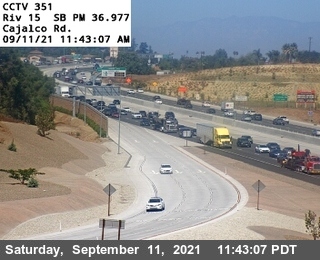 CCTV 351
Riv 15 SB PM 36.977
Cajalco Rd.
09/11/21 11:43:07 AM
Saturday, September 11, 2021 11:43:07 PDT